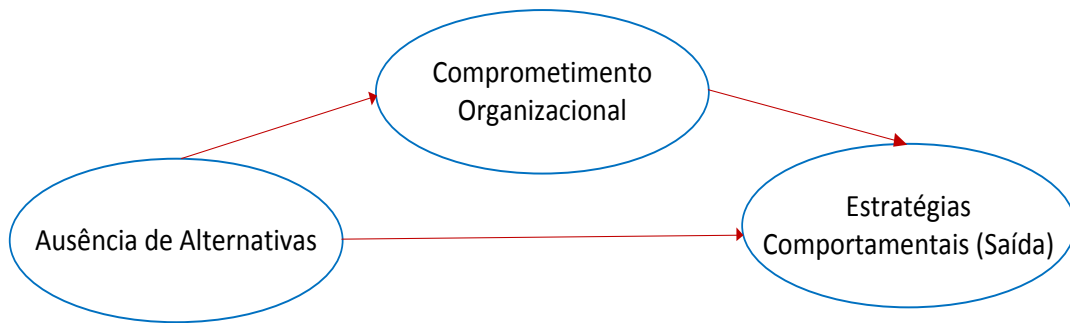 Comprometimento
Organizacional
Ausência de Alternativas
Estratégias
Comportamentais (Saída)